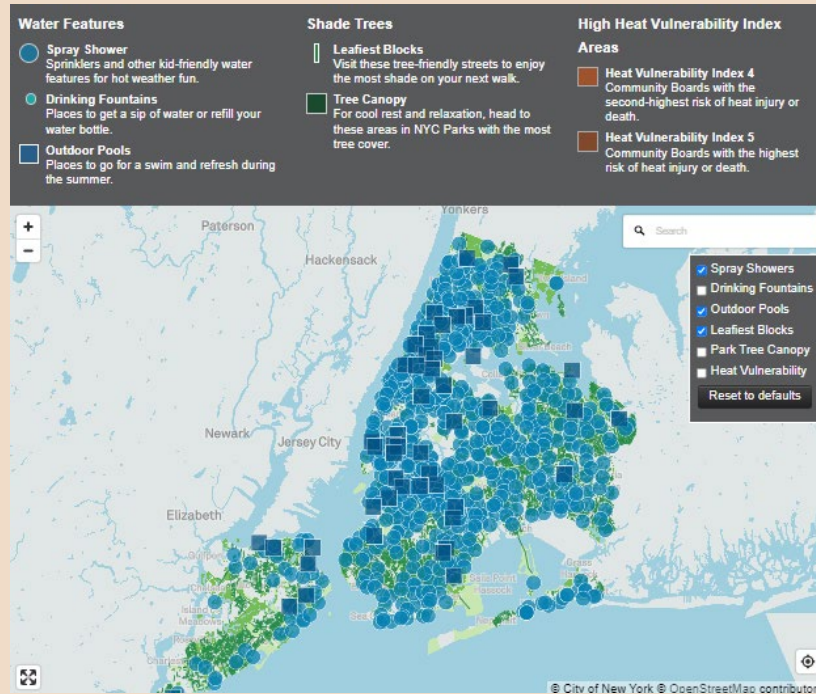 Water Features
Spray Shower
Sprinklers and other kid-friendly water
features for hot weather fun.
Drinking Fountains
Places to get a sip of water or refill your
water bottle.
Outdoor Pools
Places to go for a swim and refresh during
the summer.
Shade Trees
Leafiest Blocks
Visit these tree-friendly streets to enjoy
the most shade on your next walk.
Tree Canopy
For cool rest and relaxation, head to
these areas in NYC Parks with the most
tree cover.
High Heat Vulnerability Index
Areas
Heat Vulnerability Index 4
Community Boards with the
second-highest risk of heat injury or
death.
Heat Vulnerability Index 5
Community Boards with the highest
risk of heat injury or death.
+
−
Yonkers
Paterson
Hackensack
Search
Spray Showers
Drinking Fountains
Outdoor Pools
Leafiest Blocks
Park Tree Canopy
Heat Vulnerability
Reset to defaults
Newark
Jersey City
Elizabeth
Island
Meadows
Hassock
© City of New York © OpenStreetMap contributor